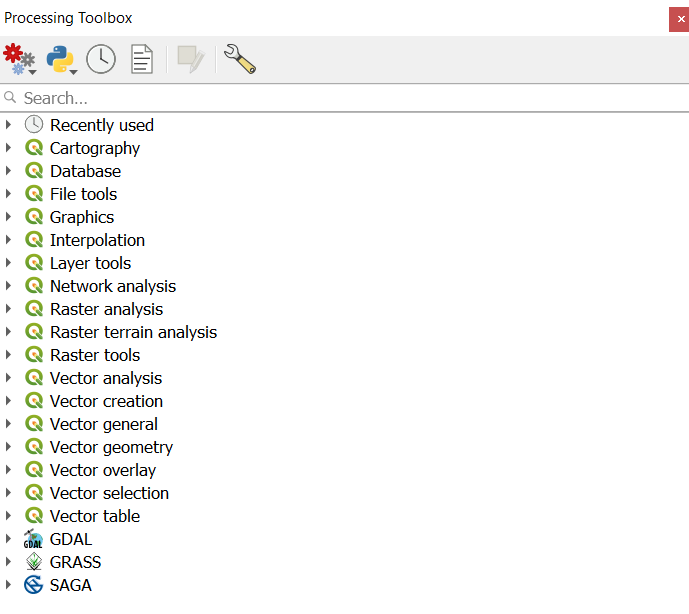 Processing Toolbox
Search...
Recently used
Cartography
Database
File tools
Graphics
Interpolation
Layer tools
Network analysis
Raster analysis
Raster terrain analysis
Raster tools
Vector analysis
Vector creation
Vector general
Vector geometry
Vector overlay
Vector selection
Vector table
GDAL GDAL
GRASS
SAGA